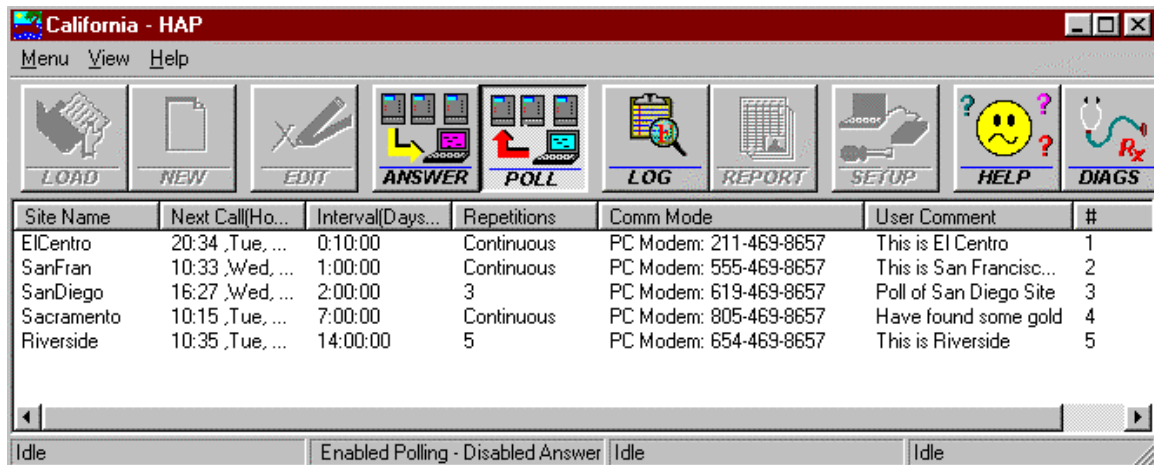 California - HAP
Menu View Help
LOAD NEW EDIT ANSWER POLL LOG REPORT SETUP HELP DIAGS
Site Name Next Call(Ho... Interval(Days... Repetitions Comm Mode User Comment #
ElCentro 20:34 ,Tue, ... 0:10:00 Continuous PC Modem: 211-469-8657 This is El Centro 1
SanFran 10:33 ,Wed, ... 1:00:00 Continuous PC Modem: 555-469-8657 This is San Francisc... 2
SanDiego 16:27 ,Wed, ... 2:00:00 3 PC Modem: 619-469-8657 Poll of San Diego Site 3
Sacramento 10:15 ,Tue, ... 7:00:00 Continuous PC Modem: 805-469-8657 Have found some gold 4
Riverside 10:35 ,Tue, ... 14:00:00 5 PC Modem: 654-469-8657 This is Riverside 5
Idle Enabled Polling - Disabled Answer Idle Idle